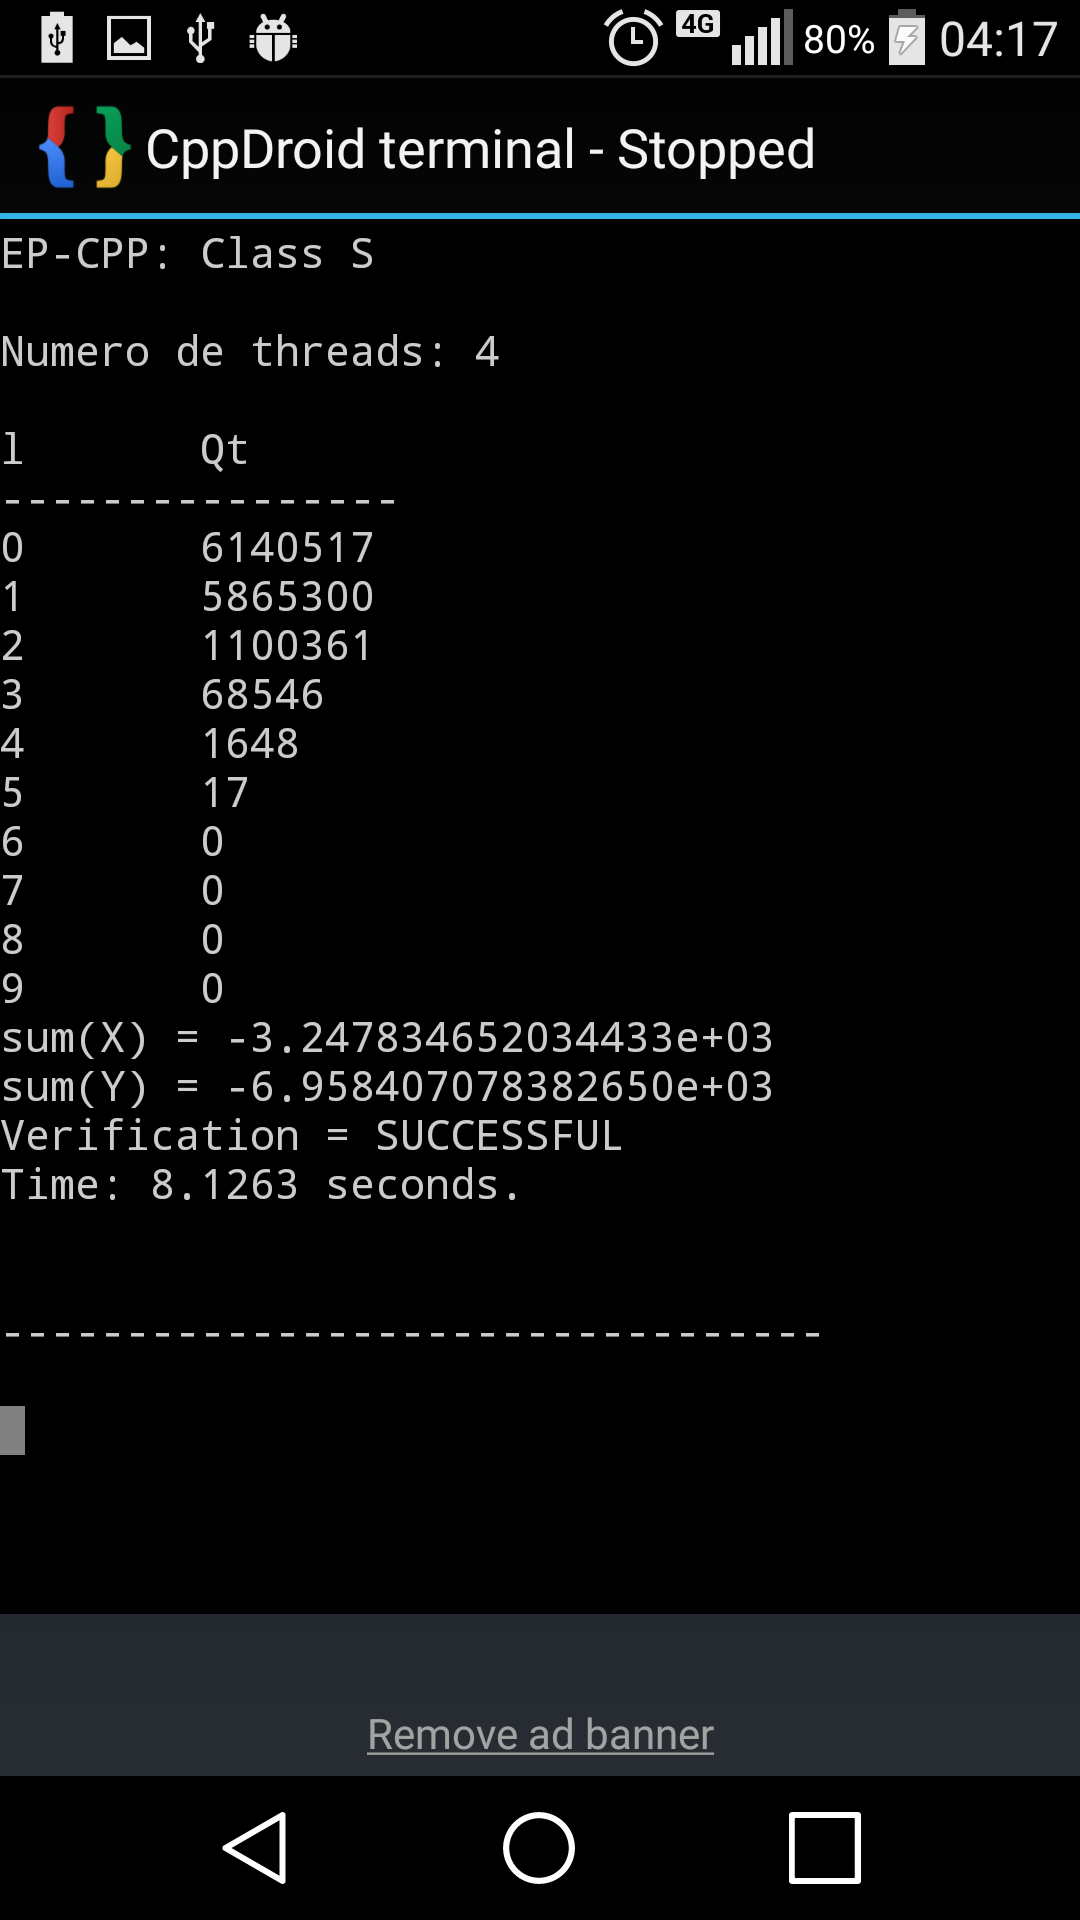 4G 80% 04:17
CppDroid terminal - Stopped
EP-CPP: Class S
Numero de threads: 4
l Qt
----------------
0 6140517
1 5865300
2 1100361
3 68546
4 1648
5 17
6 0
7 0
8 0
9 0
sum(X) = -3.247834652034433e+03
sum(Y) = -6.958407078382650e+03
Verification = SUCCESSFUL
Time: 8.1263 seconds.
---------------------------------
Remove ad banner